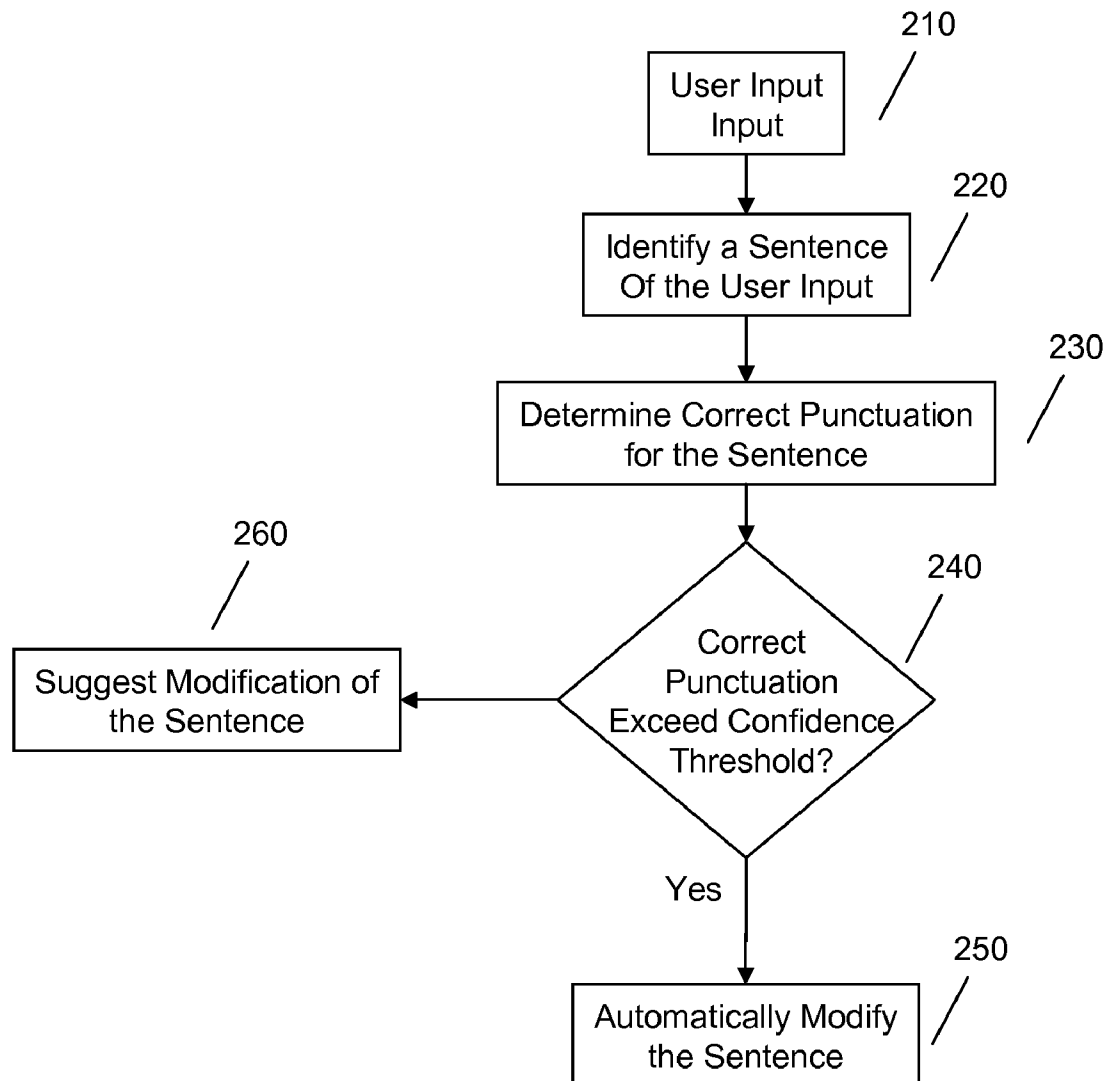 210
User Input
Input
220
Identify a Sentence
Of the User Input
230
Determine Correct Punctuation
for the Sentence
260
240
Suggest Modification of
the Sentence
Correct
Punctuation
Exceed Confidence
Threshold?
Yes
250
Automatically Modify
the Sentence